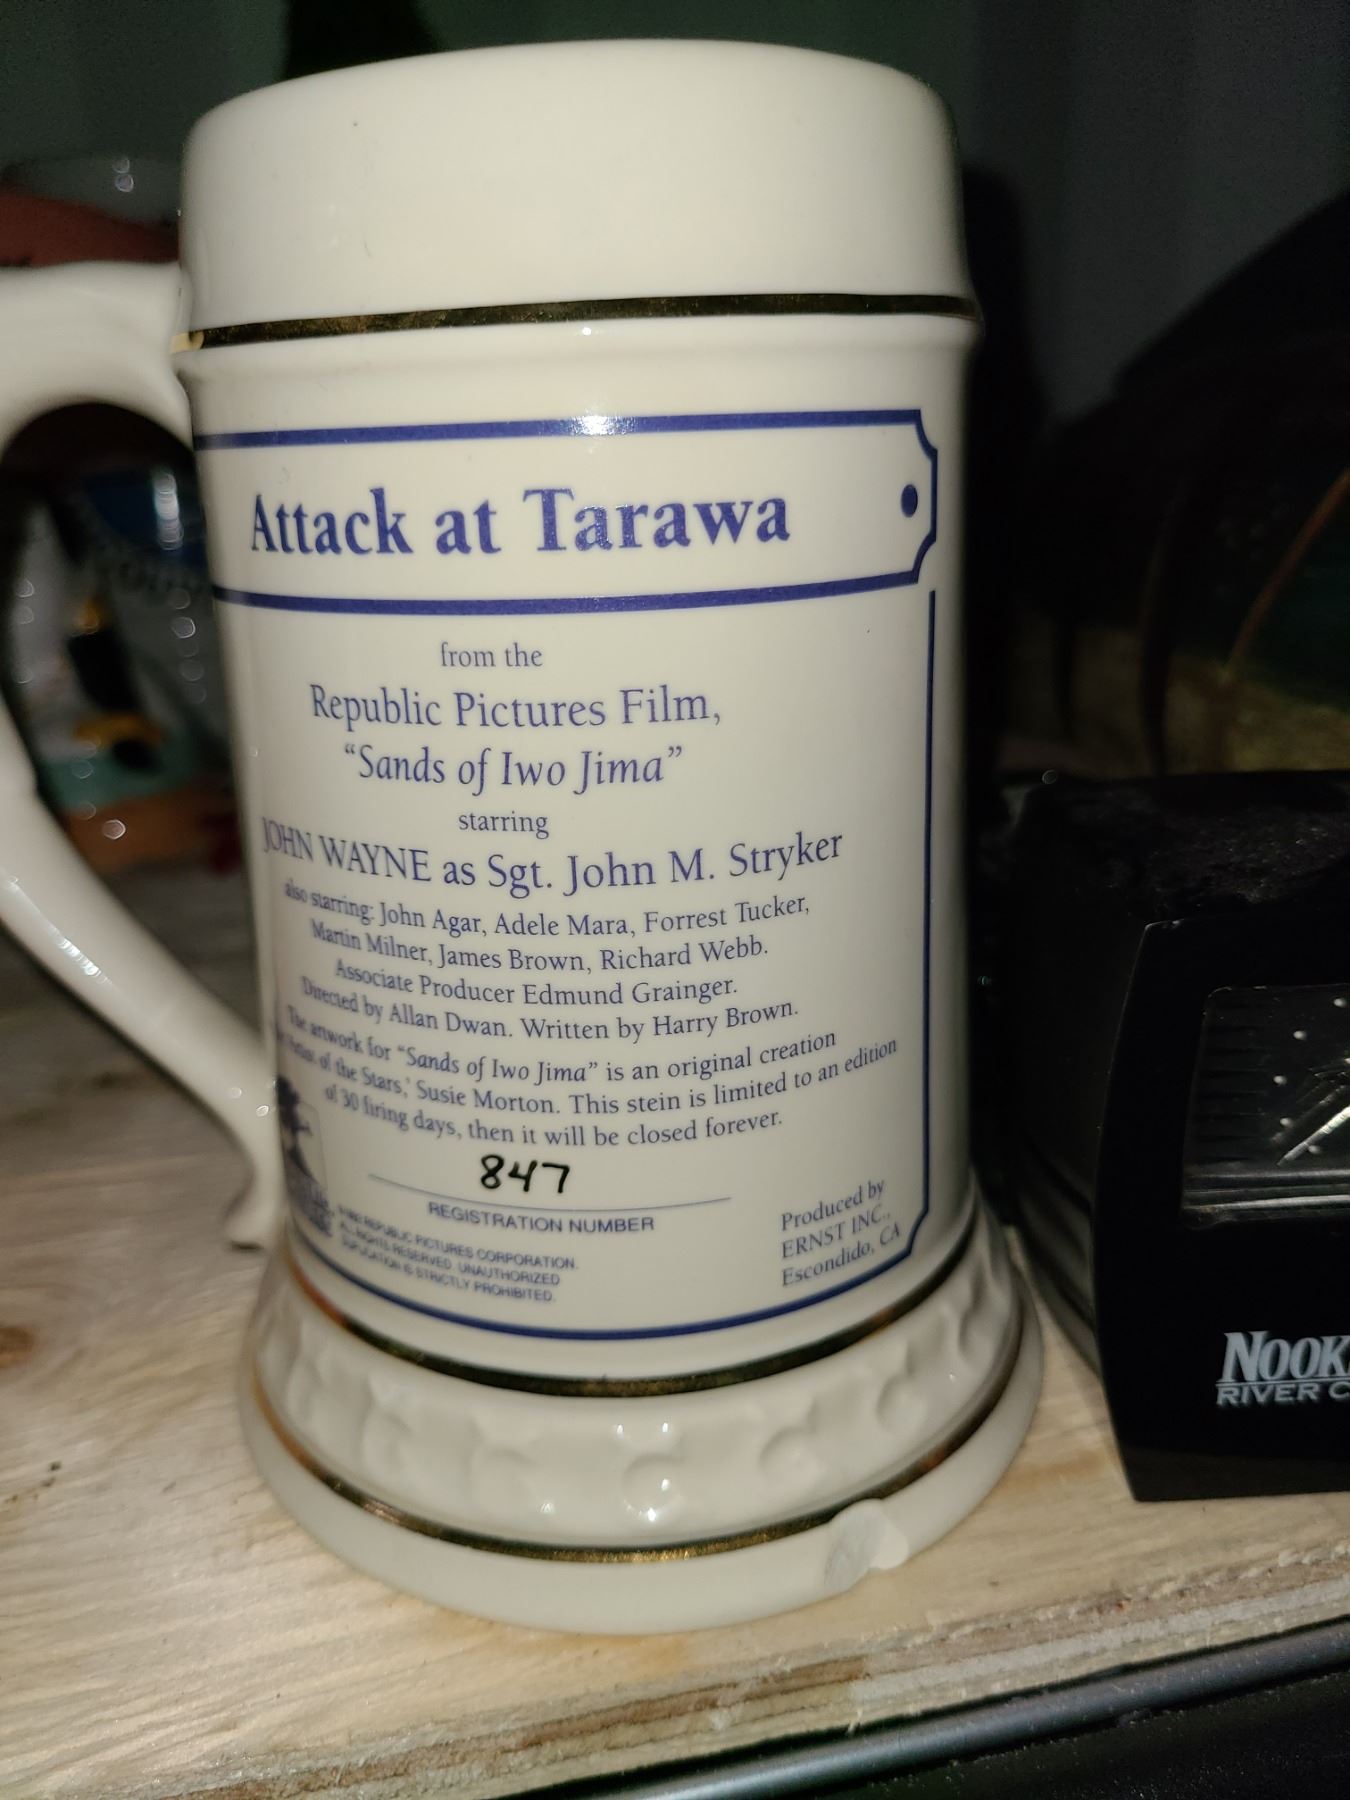 Attack at Tarawa
from the
Republic Pictures Film,
“Sands of Iwo Jima”
starring
JOHN WAYNE as Sgt. John M. Stryker
also starring: John Agar, Adele Mara, Forrest Tucker,
Martin Milner, James Brown, Richard Webb.
Associate Producer Edmund Grainger.
Directed by Allan Dwan. Written by Harry Brown.
The artwork for “Sands of Iwo Jima” is an original creation
Artist of the Stars,’ Susie Morton. This stein is limited to an edition
of 30 firing days, then it will be closed forever.
847
REGISTRATION NUMBER
REPUBLIC PICTURES CORPORATION.
ALL RIGHTS RESERVED. UNAUTHORIZED
DUPLICATION IS STRICTLY PROHIBITED.
Produced by
ERNST INC.,
Escondido, CA
NOOK
RIVER C